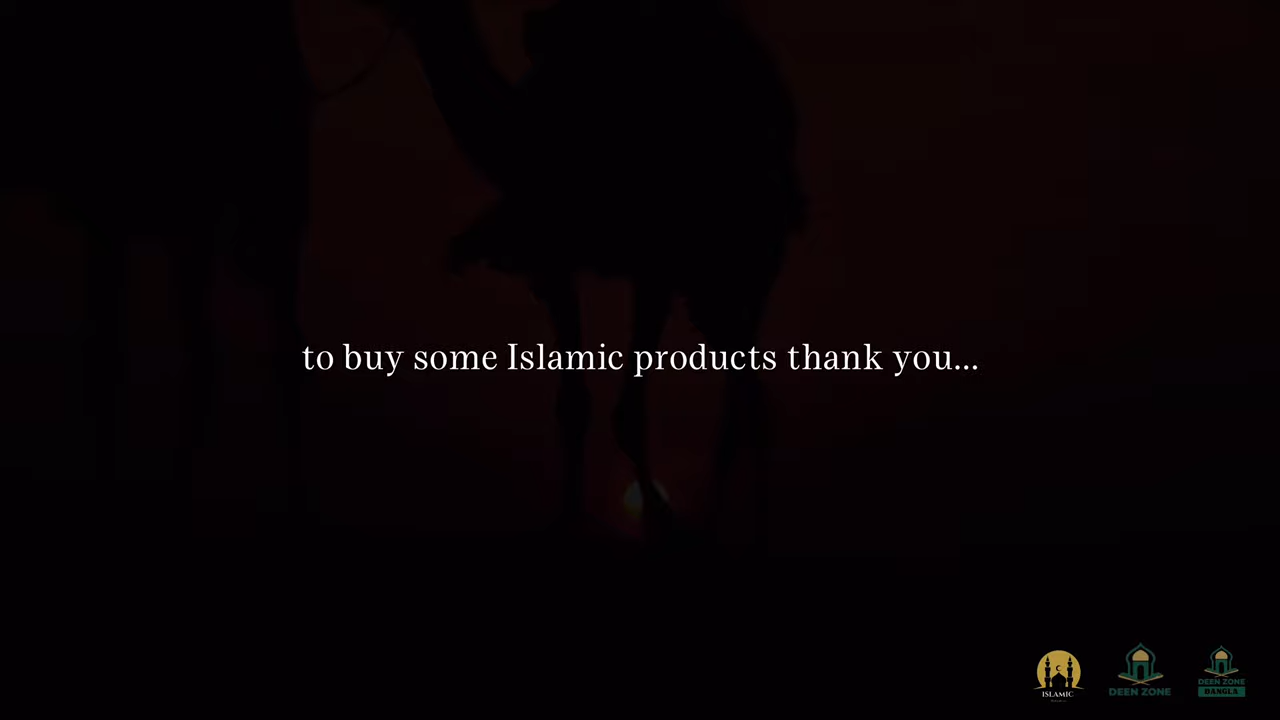 to buy some Islamic products thank you...
ISLAMIC
DEEN ZONE
DEEN ZONE
BANGLA